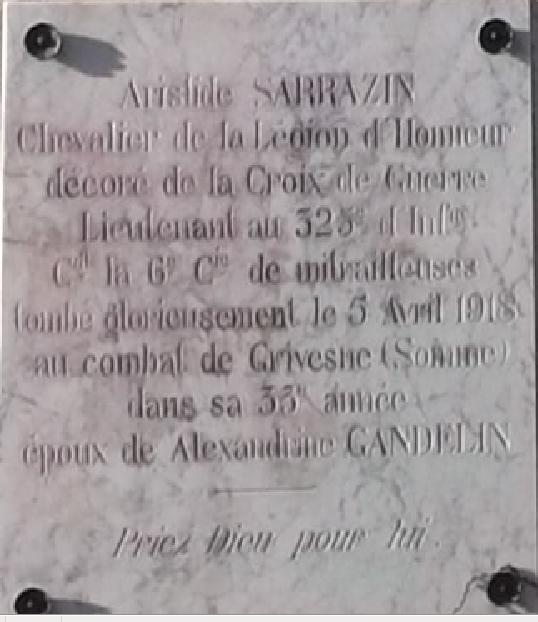 Aristide SARRAZIN
Chevalier de la Légion d'Honneur
décoré de la Croix de Guerre
Lieutenant au 325e d'Infie
Cdt la 6e Cie de mitrailleuses
tombé glorieusement le 5 Avril 1918
au combat de Grivesne (Somme)
dans sa 33e année
époux de Alexandrine GANDELIN
Priez Dieu pour lui.